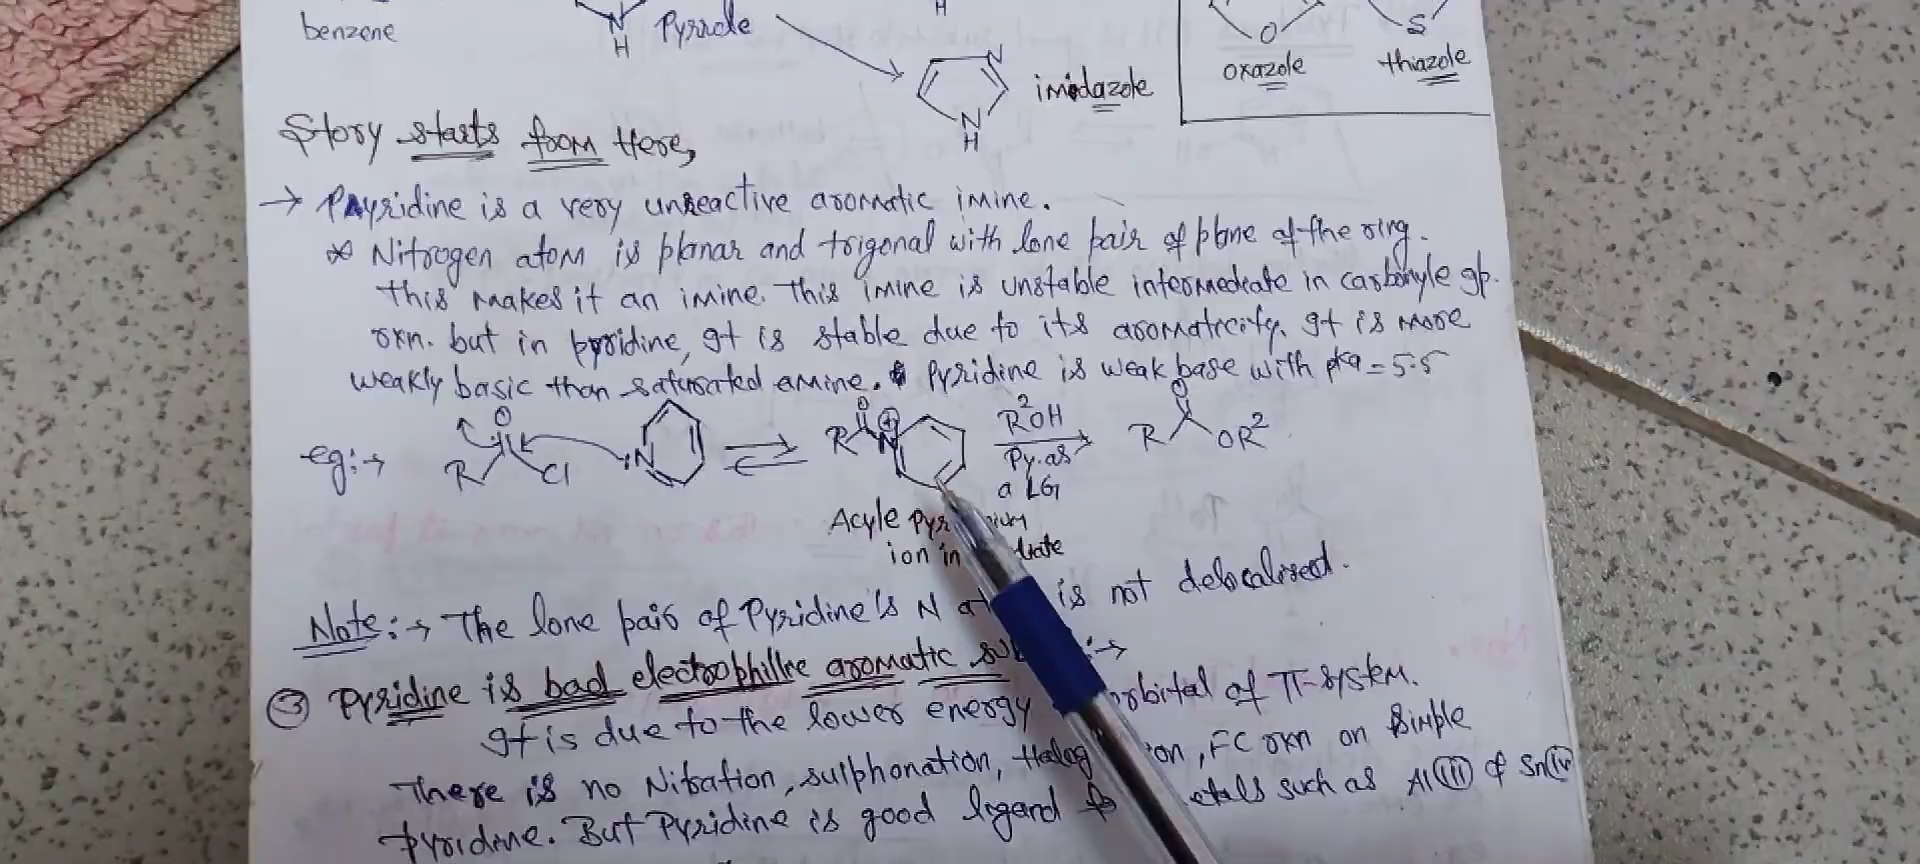 benzene
N
H
Pyrrole
H
N
N
H
imidazole
O
oxazole
S
thiazole
Story starts from Here,
→ Pyridine is a very unreactive aromatic imine.
* Nitrogen atom is planar and trigonal with lone pair of plane of the ring.
This makes it an imine. This imine is unstable intermediate in carbonyle gp.
rxn. but in pyridine, It is stable due to its aromaticity. It is more
weakly basic than saturated amine. Pyridine is weak base with pka = 5.5
eg:→ R O Cl :N ⇌ R O N⊕ R²OH Py. as a LG → R O OR²
Acyle
ion
Note:→ The lone pair of Pyridine's N is not delocalised.
③ Pyridine is bad electrophillic aromatic :→
It is due to the lower energy orbital of π-system.
There is no Nitration, sulphonation, FC rxn on simple
pyridine. But Pyridine is good ligand such as Al(III) & Sn(IV)